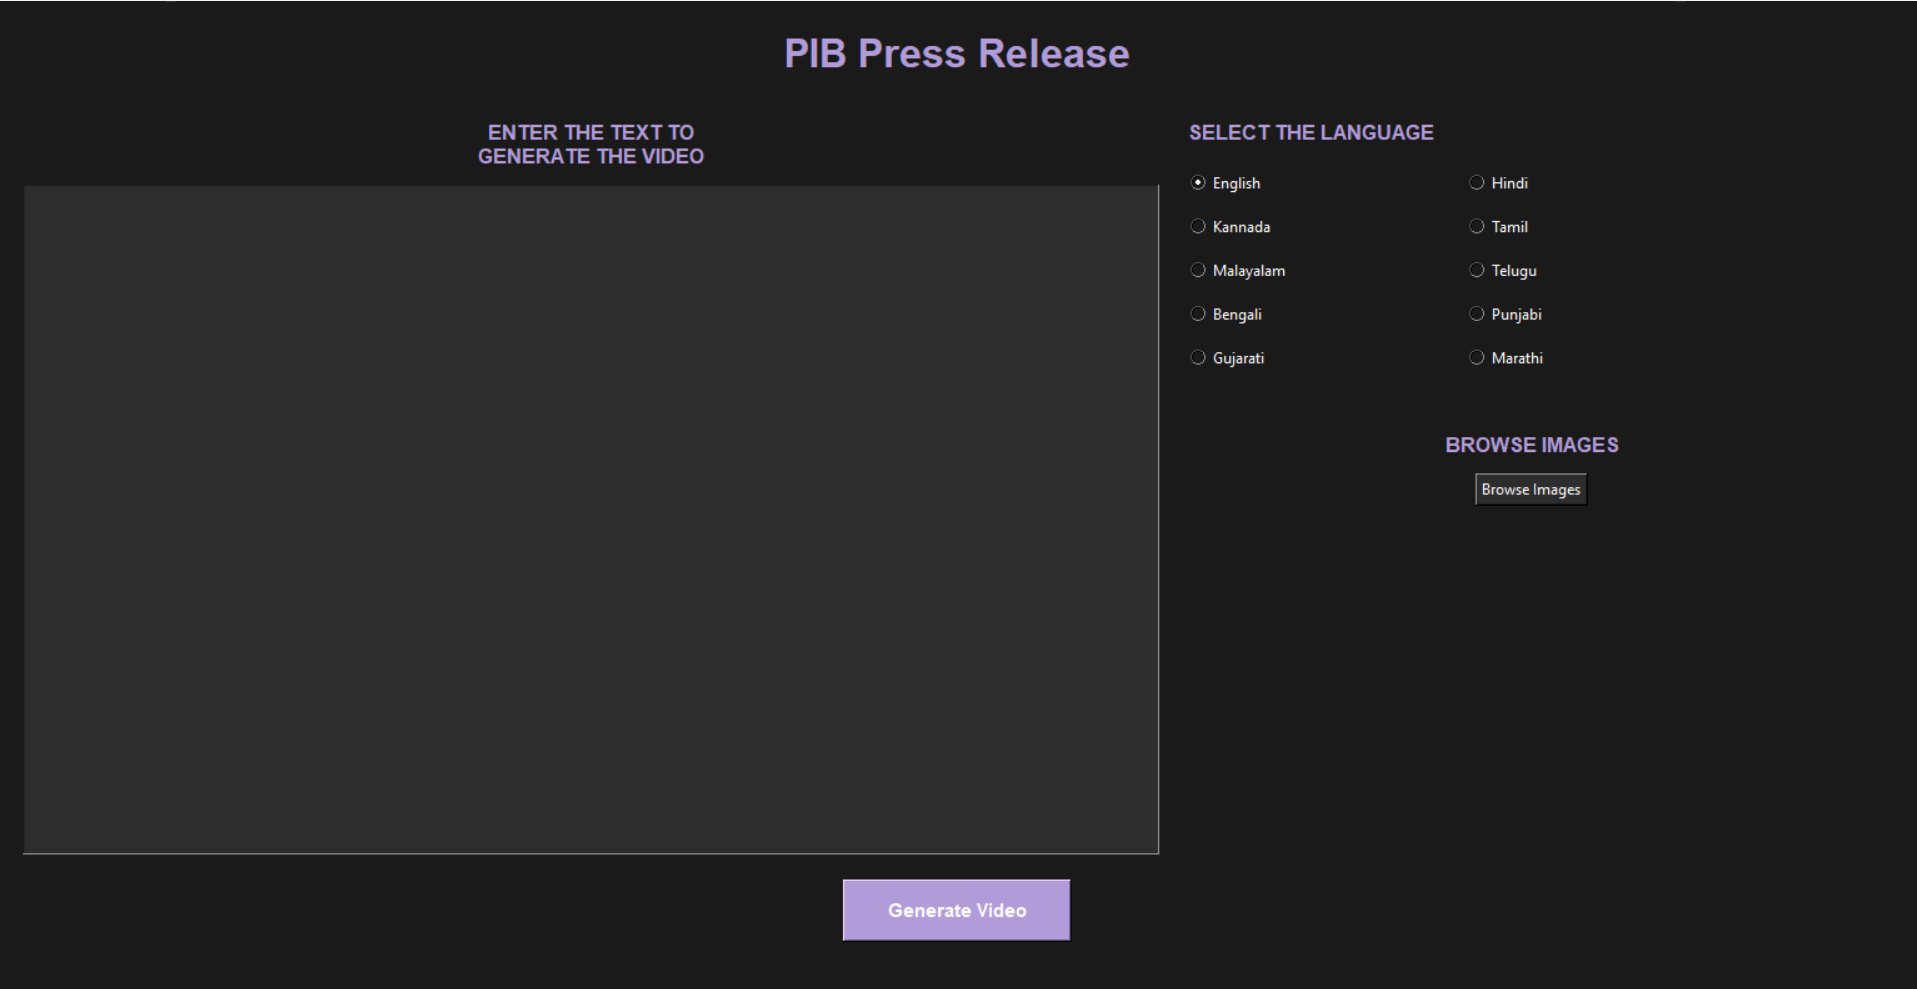 PIB Press Release
ENTER THE TEXT TO
GENERATE THE VIDEO
SELECT THE LANGUAGE
English
Hindi
Kannada
Tamil
Malayalam
Telugu
Bengali
Punjabi
Gujarati
Marathi
BROWSE IMAGES
Browse Images
Generate Video